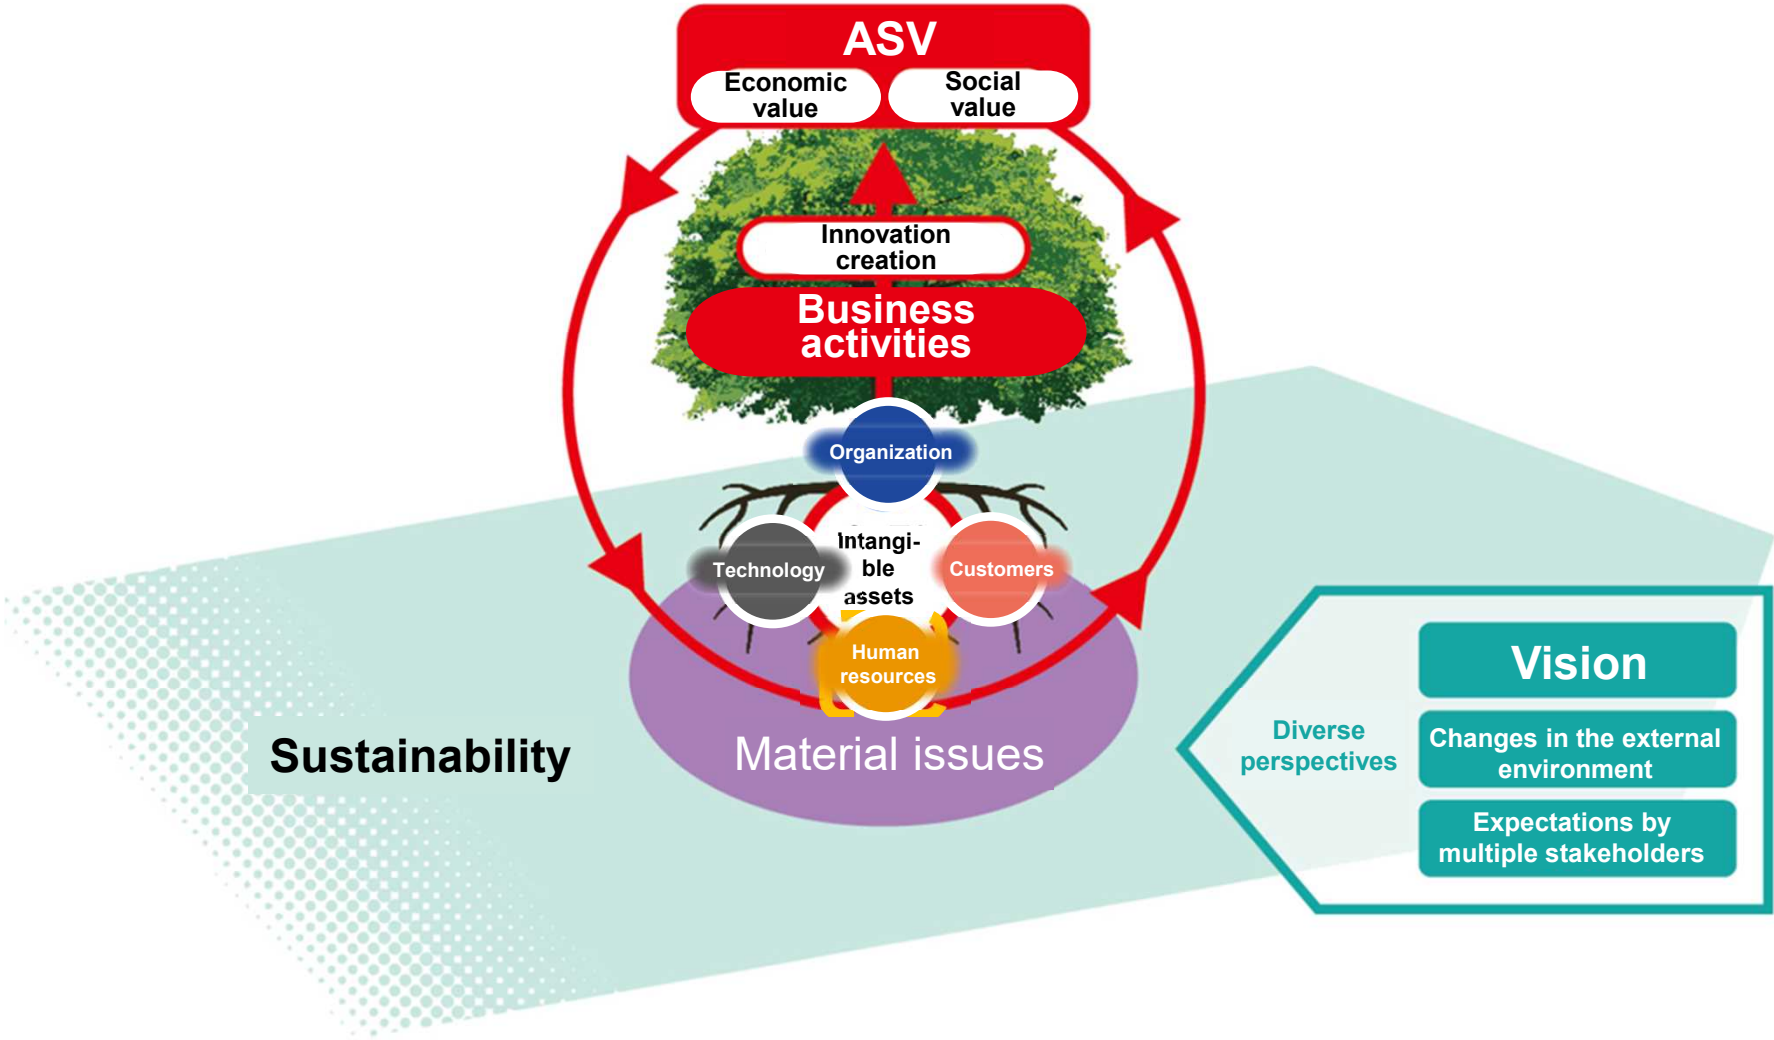 ASV
Economic
value
Social
value
Innovation
creation
Business
activities
Organization
Intangi-
ble
assets
Technology
Customers
Human
resources
Material issues
Sustainability
Diverse
perspectives
Vision
Changes in the external
environment
Expectations by
multiple stakeholders